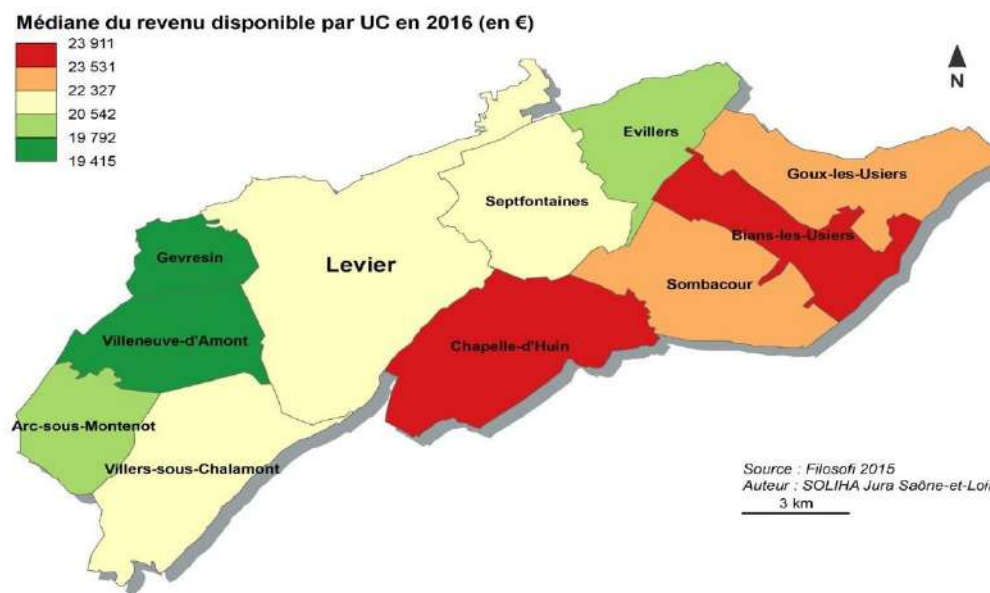 Médiane du revenu disponible par UC en 2016 (en €)
23 911
23 531
22 327
20 542
19 792
19 415
N
Evillers
Goux-les-Usiers
Septfontaines
Bians-les-Usiers
Gevresin
Levier
Sombacour
Villeneuve-d'Amont
Chapelle-d'Huin
Arc-sous-Montenot
Villers-sous-Chalamont
Source : Filosofi 2015
Auteur : SOLIHA Jura Saône-et-Loi
3 km